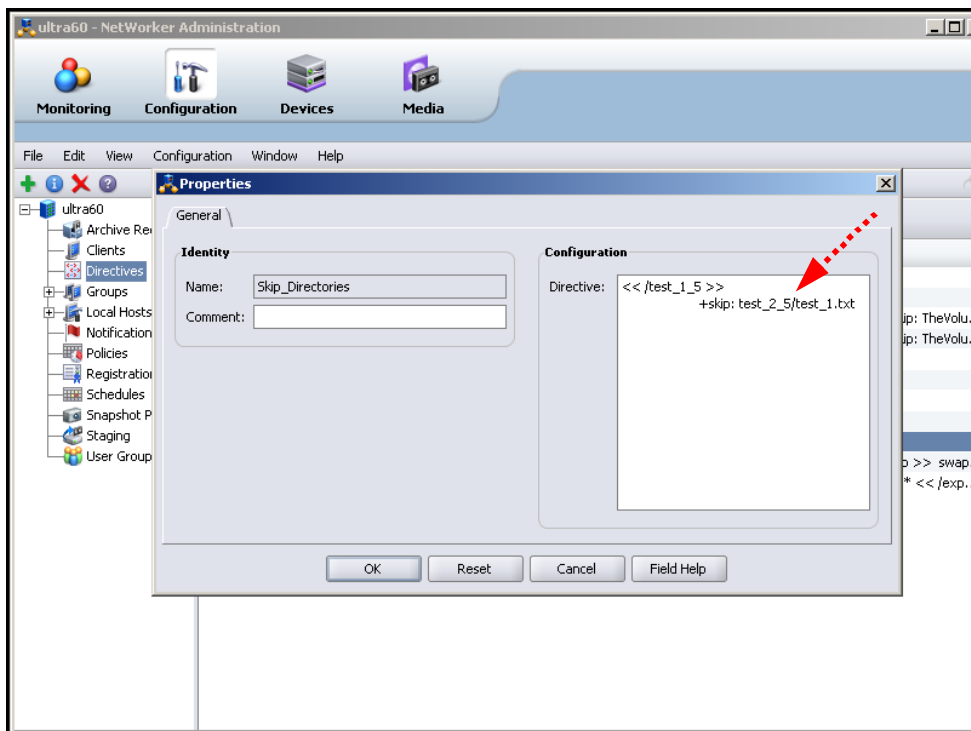 ultra60 - NetWorker Administration
Monitoring Configuration Devices Media
File Edit View Configuration Window Help
Properties
ultra60
Archive Re
Clients
Directives
Groups
Local Hosts
Notification
Policies
Registration
Schedules
Snapshot P
Staging
User Group
General
Identity
Name: Skip_Directories
Comment:
Configuration
Directive: << /test_1_5 >>
+skip: test_2_5/test_1.txt
OK Reset Cancel Field Help
ip: TheVolu.
ip: TheVolu.
>> swap.
* << /exp.